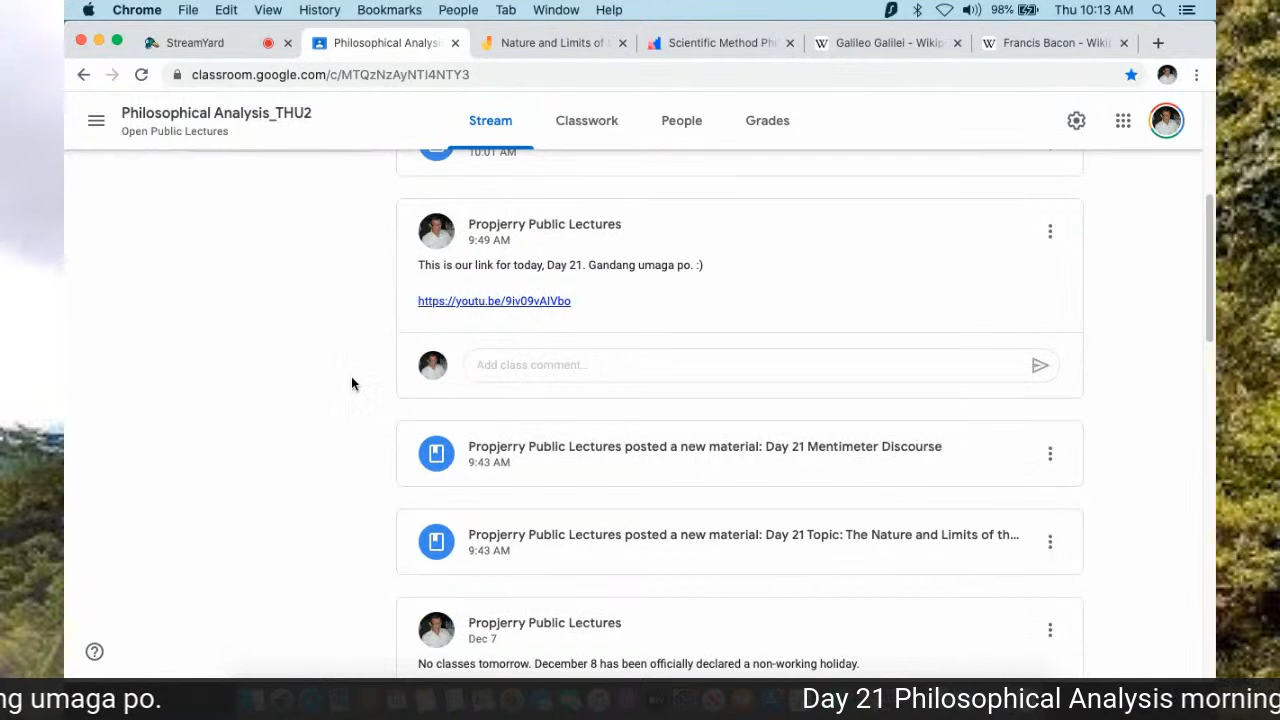 Chrome File Edit View History Bookmarks People Tab Window Help 98% Thu 10:13 AM
StreamYard
Philosophical Analysis
Nature and Limits of
Scientific Method Ph
Galileo Galilei - Wikip
Francis Bacon - Wiki
classroom.google.com/c/MTQzNzAyNTI4NTY3
Philosophical Analysis_THU2
Open Public Lectures
Stream Classwork People Grades
10:01 AM
Propjerry Public Lectures
9:49 AM
This is our link for today, Day 21. Gandang umaga po. :)
https://youtu.be/9iv09vAIVbo
Add class comment…
Propjerry Public Lectures posted a new material: Day 21 Mentimeter Discourse
9:43 AM
Propjerry Public Lectures posted a new material: Day 21 Topic: The Nature and Limits of th…
9:43 AM
Propjerry Public Lectures
Dec 7
No classes tomorrow. December 8 has been officially declared a non-working holiday.
ng umaga po. Day 21 Philosophical Analysis morning